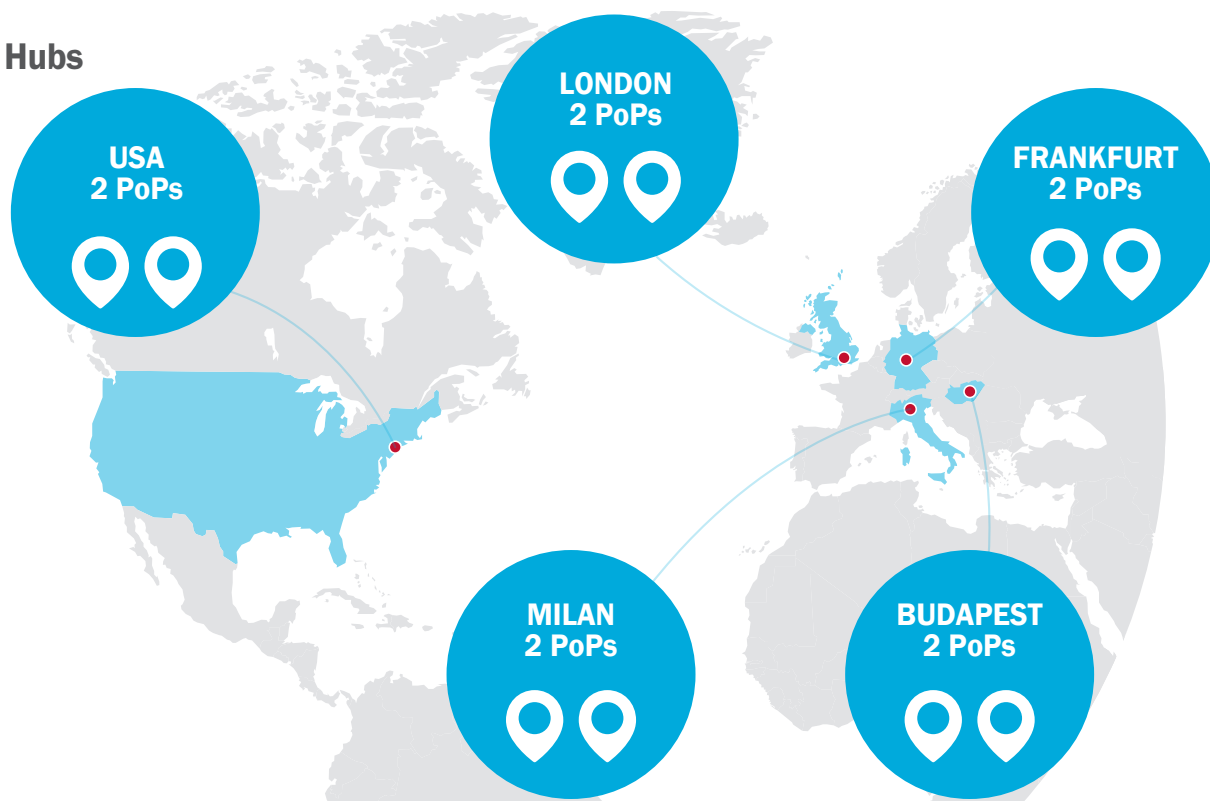 Hubs
USA
2 PoPs
LONDON
2 PoPs
FRANKFURT
2 PoPs
MILAN
2 PoPs
BUDAPEST
2 PoPs